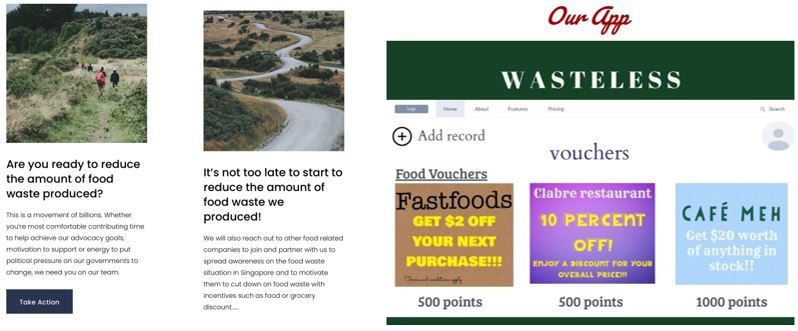 Are you ready to reduce
the amount of food
waste produced?
This is a movement of billions. Whether
you're most comfortable contributing time
to help achieve our advocacy goals,
motivation to support or energy to put
political pressure on our governments to
change, we need you on our team.
Take Action
It's not too late to start to
reduce the amount of
food waste we
produced!
We will also reach out to other food related
companies to join and partner with us to
spread awareness on the food waste
situation in Singapore and to motivate
them to cut down on food waste with
incentives such as food or grocery
discount.....
Our App
WASTELESS
Logo Home About Features Pricing Search
Add record
vouchers
Food Vouchers
Fastfoods
GET $2 OFF
YOUR NEXT
PURCHASE!!!
*Terms and conditions apply
500 points
Clabre restaurant
10 PERCENT
OFF!
ENJOY A DISCOUNT FOR YOUR
OVERALL PRICE!!!
500 points
CAFÉ MEH
Get $20 worth
of anything in
stock!!
1000 points